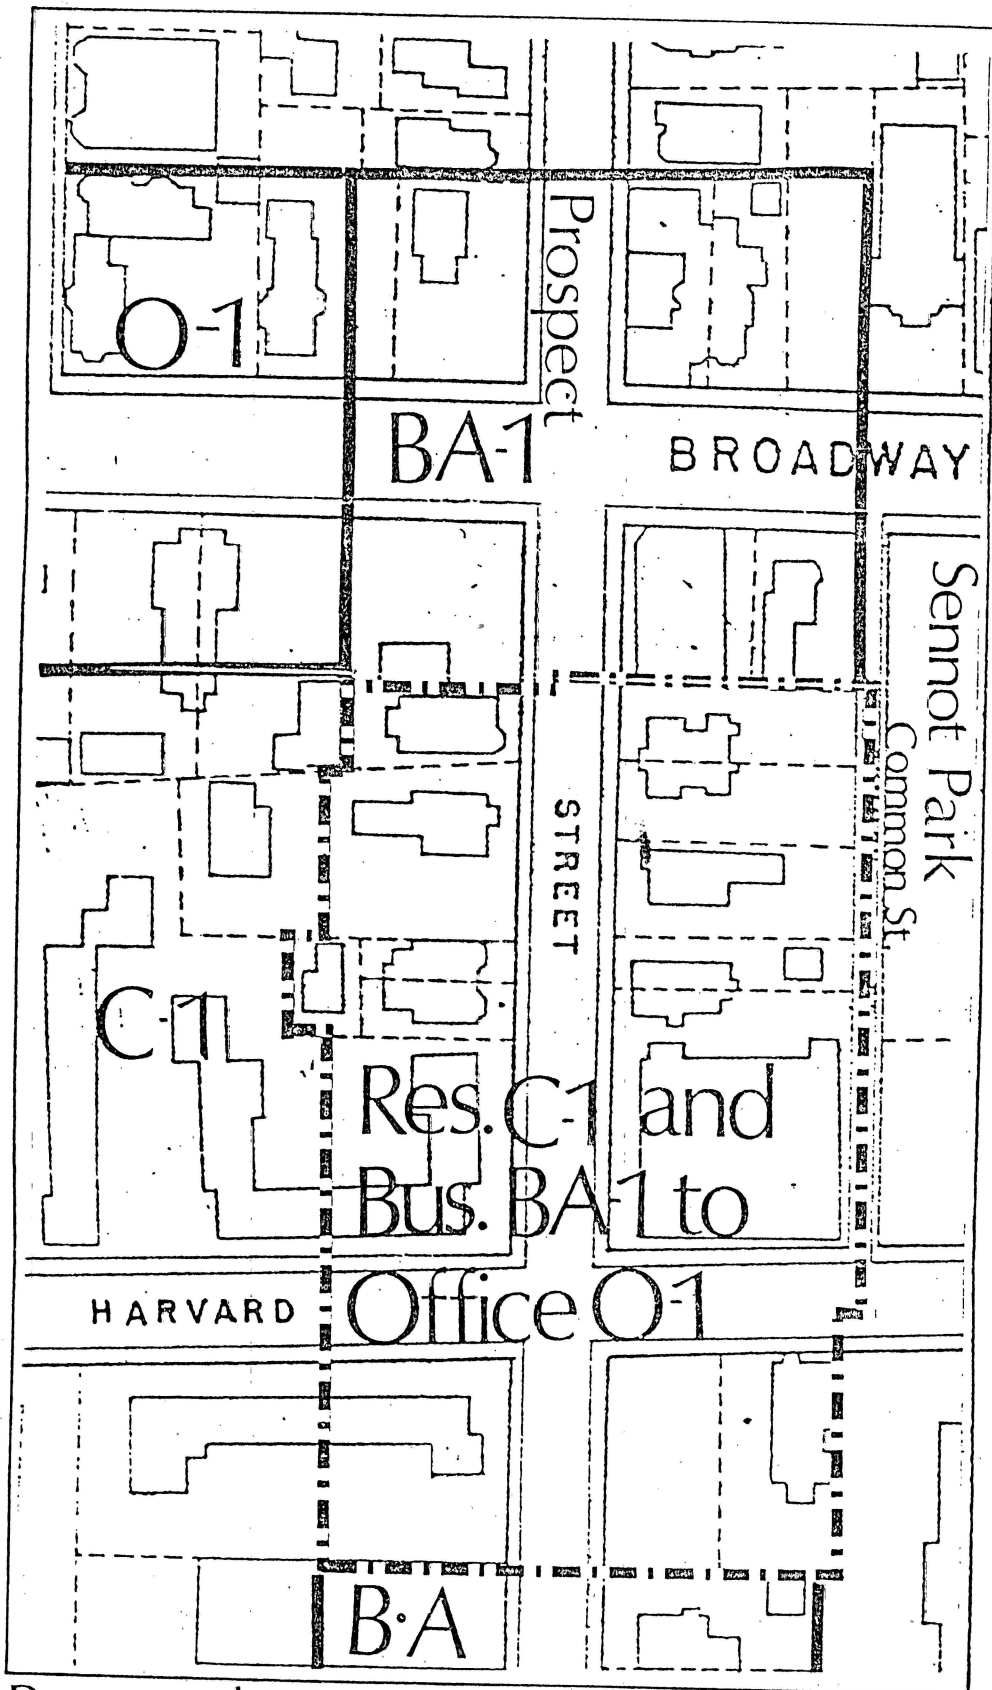 Prospect
O-1
BA-1
BROADWAY
Sennot Park
Common St
STREET
C-1
Res. C-1 and
Bus. BA-1 to
Office O-1
HARVARD
B·A